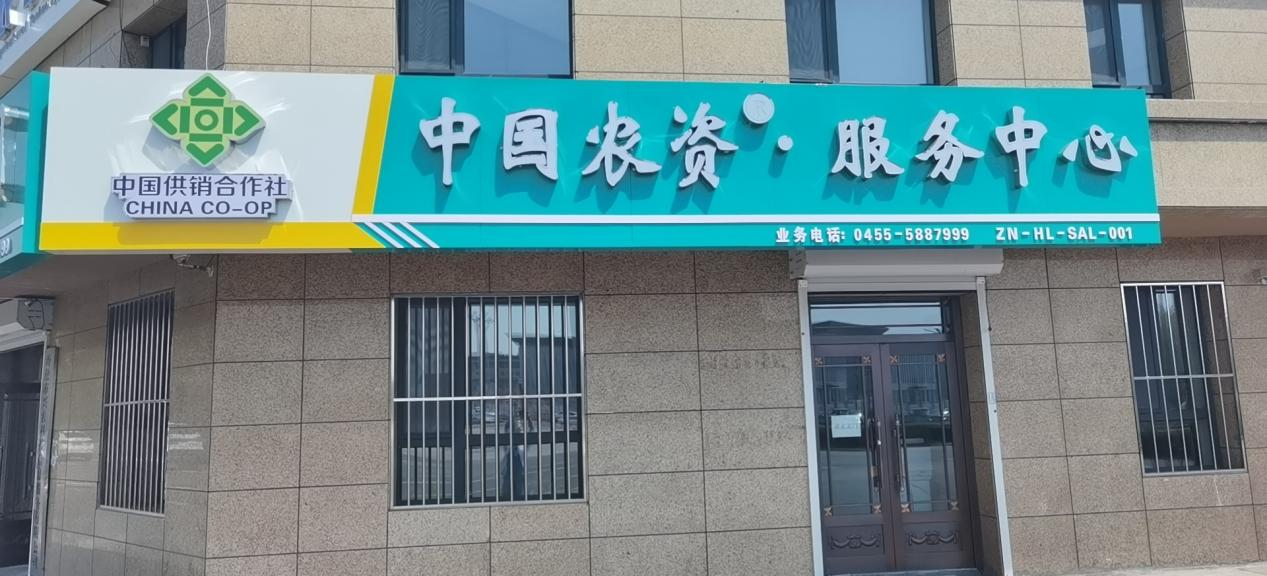 中国供销合作社
CHINA CO-OP
中国农资®·服务中心
业务电话: 0455-5887999 ZN-HL-SAL-001